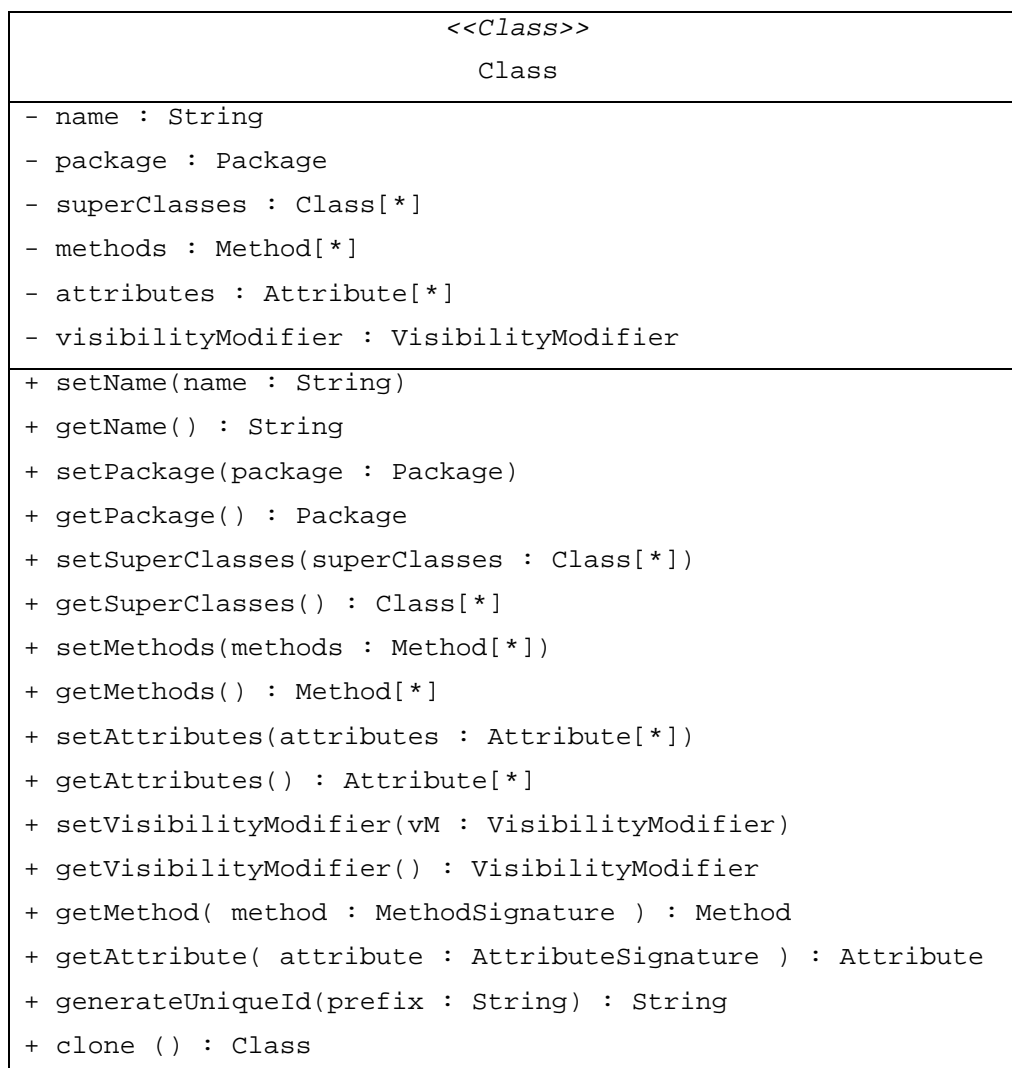 <<Class>>
Class
- name : String
- package : Package
- superClasses : Class[*]
- methods : Method[*]
- attributes : Attribute[*]
- visibilityModifier : VisibilityModifier
+ setName(name : String)
+ getName() : String
+ setPackage(package : Package)
+ getPackage() : Package
+ setSuperClasses(superClasses : Class[*])
+ getSuperClasses() : Class[*]
+ setMethods(methods : Method[*])
+ getMethods() : Method[*]
+ setAttributes(attributes : Attribute[*])
+ getAttributes() : Attribute[*]
+ setVisibilityModifier(vM : VisibilityModifier)
+ getVisibilityModifier() : VisibilityModifier
+ getMethod( method : MethodSignature ) : Method
+ getAttribute( attribute : AttributeSignature ) : Attribute
+ generateUniqueId(prefix : String) : String
+ clone () : Class